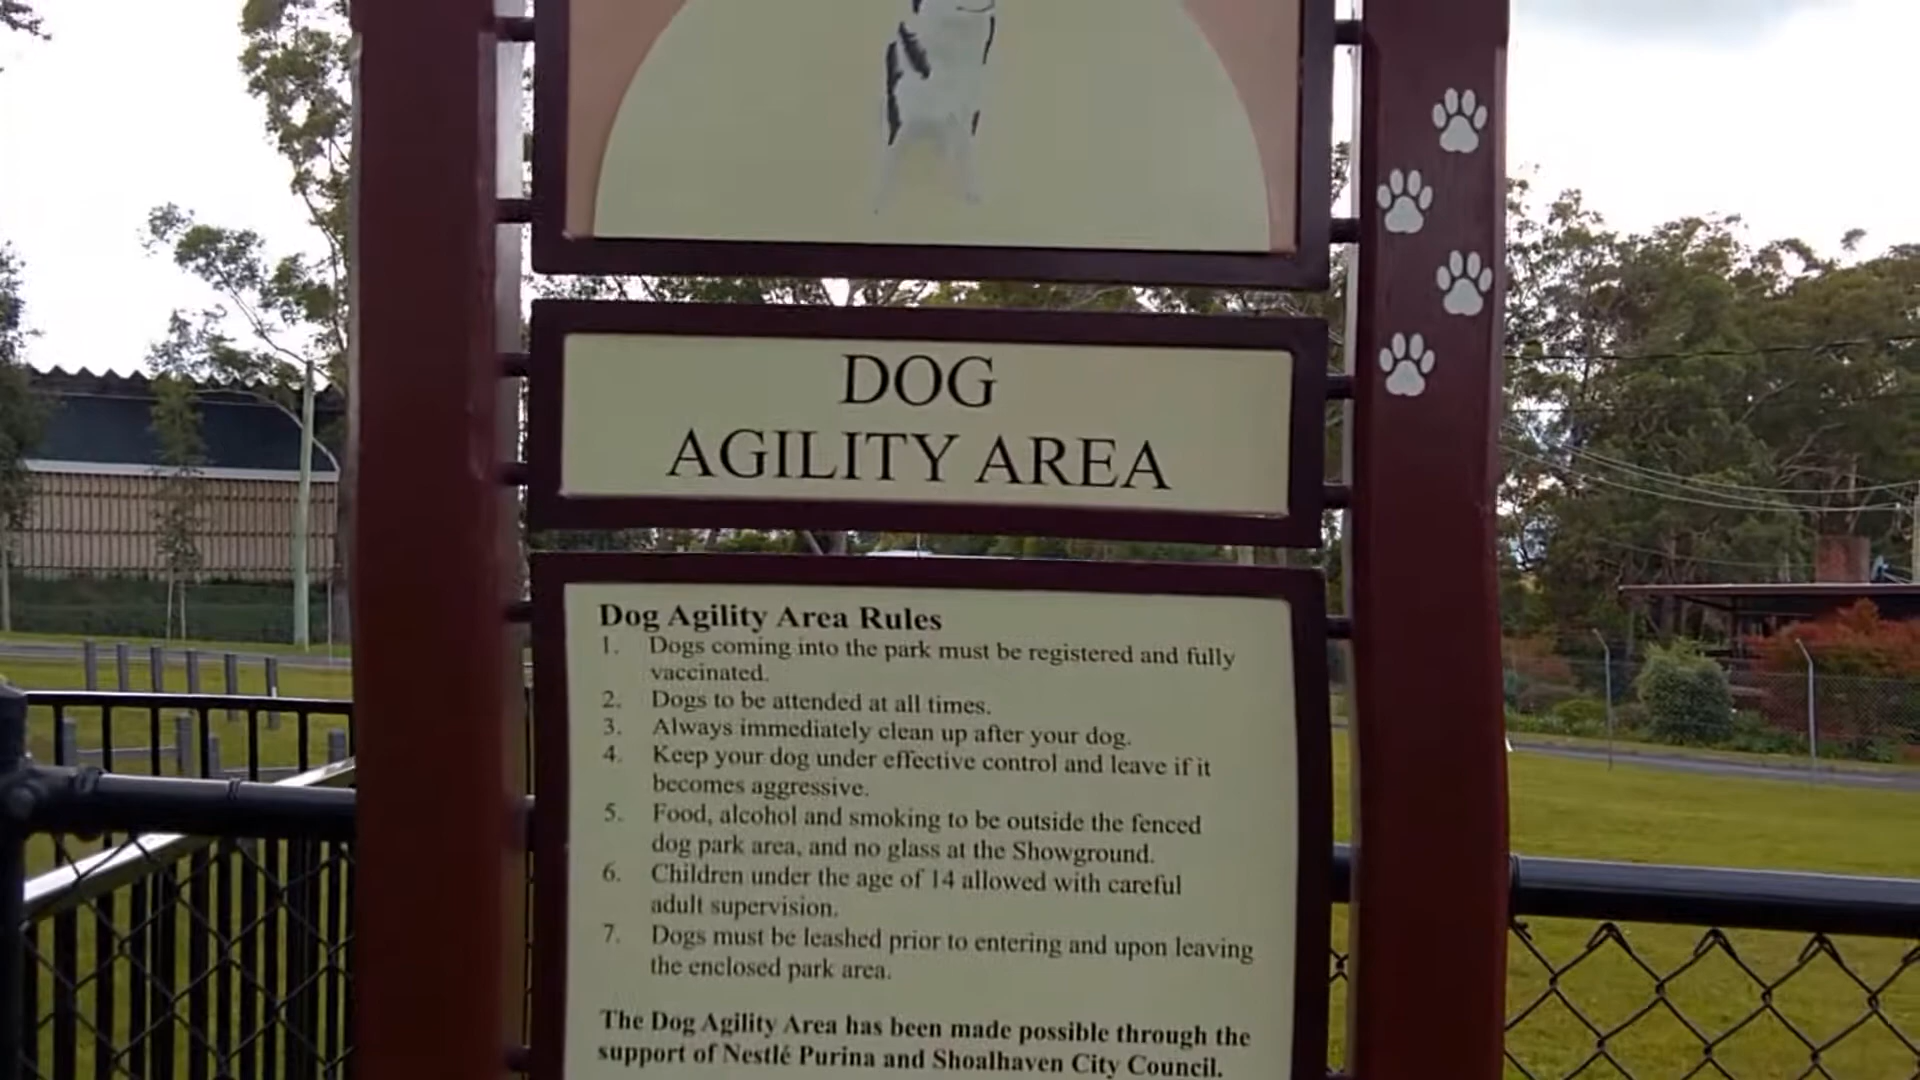 DOG
AGILITY AREA
Dog Agility Area Rules
1. Dogs coming into the park must be registered and fully
vaccinated.
2. Dogs to be attended at all times.
3. Always immediately clean up after your dog.
4. Keep your dog under effective control and leave if it
becomes aggressive.
5. Food, alcohol and smoking to be outside the fenced
dog park area, and no glass at the Showground.
6. Children under the age of 14 allowed with careful
adult supervision.
7. Dogs must be leashed prior to entering and upon leaving
the enclosed park area.
The Dog Agility Area has been made possible through the
support of Nestlé Purina and Shoalhaven City Council.